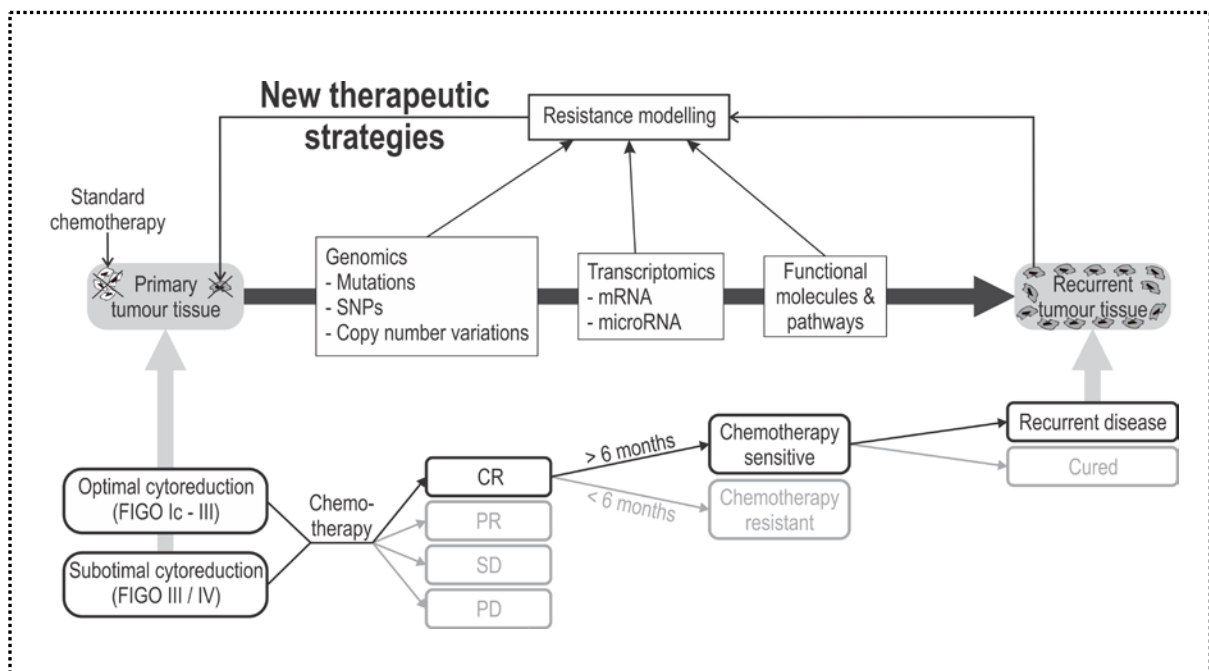 New therapeutic
strategies
Resistance modelling
Standard
chemotherapy
Primary
tumour tissue
Genomics
- Mutations
- SNPs
- Copy number variations
Transcriptomics
- mRNA
- microRNA
Functional
molecules &
pathways
Recurrent
tumour tissue
Optimal cytoreduction
(FIGO Ic - III)
Subotimal cytoreduction
(FIGO III / IV)
Chemo-
therapy
CR
PR
SD
PD
> 6 months
< 6 months
Chemotherapy
sensitive
Chemotherapy
resistant
Recurrent disease
Cured